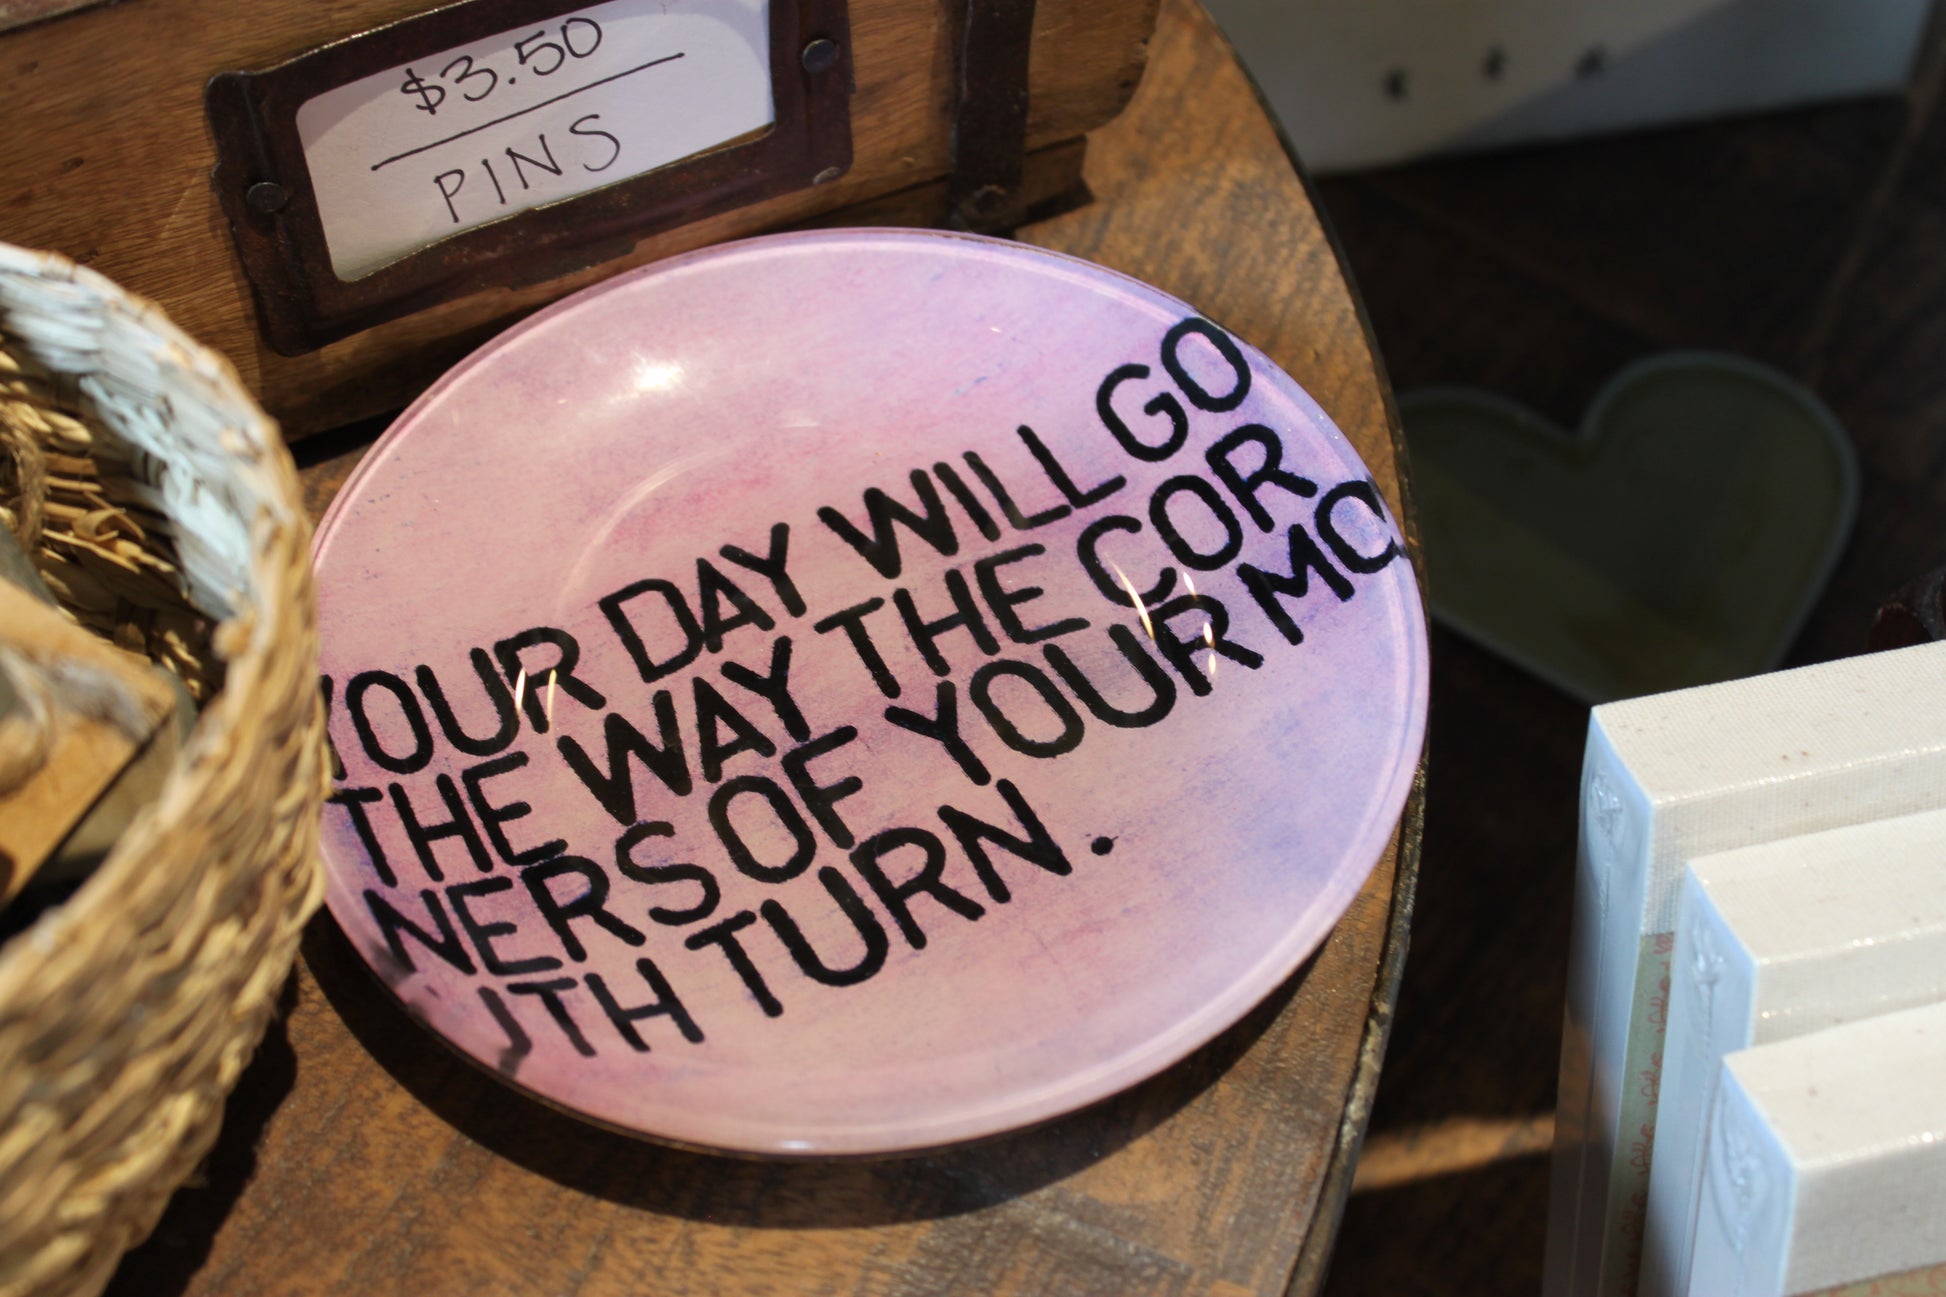 $3.50
PINS
YOUR DAY WILL GO
THE WAY THE COR
NERS OF YOUR MO
UTH TURN.